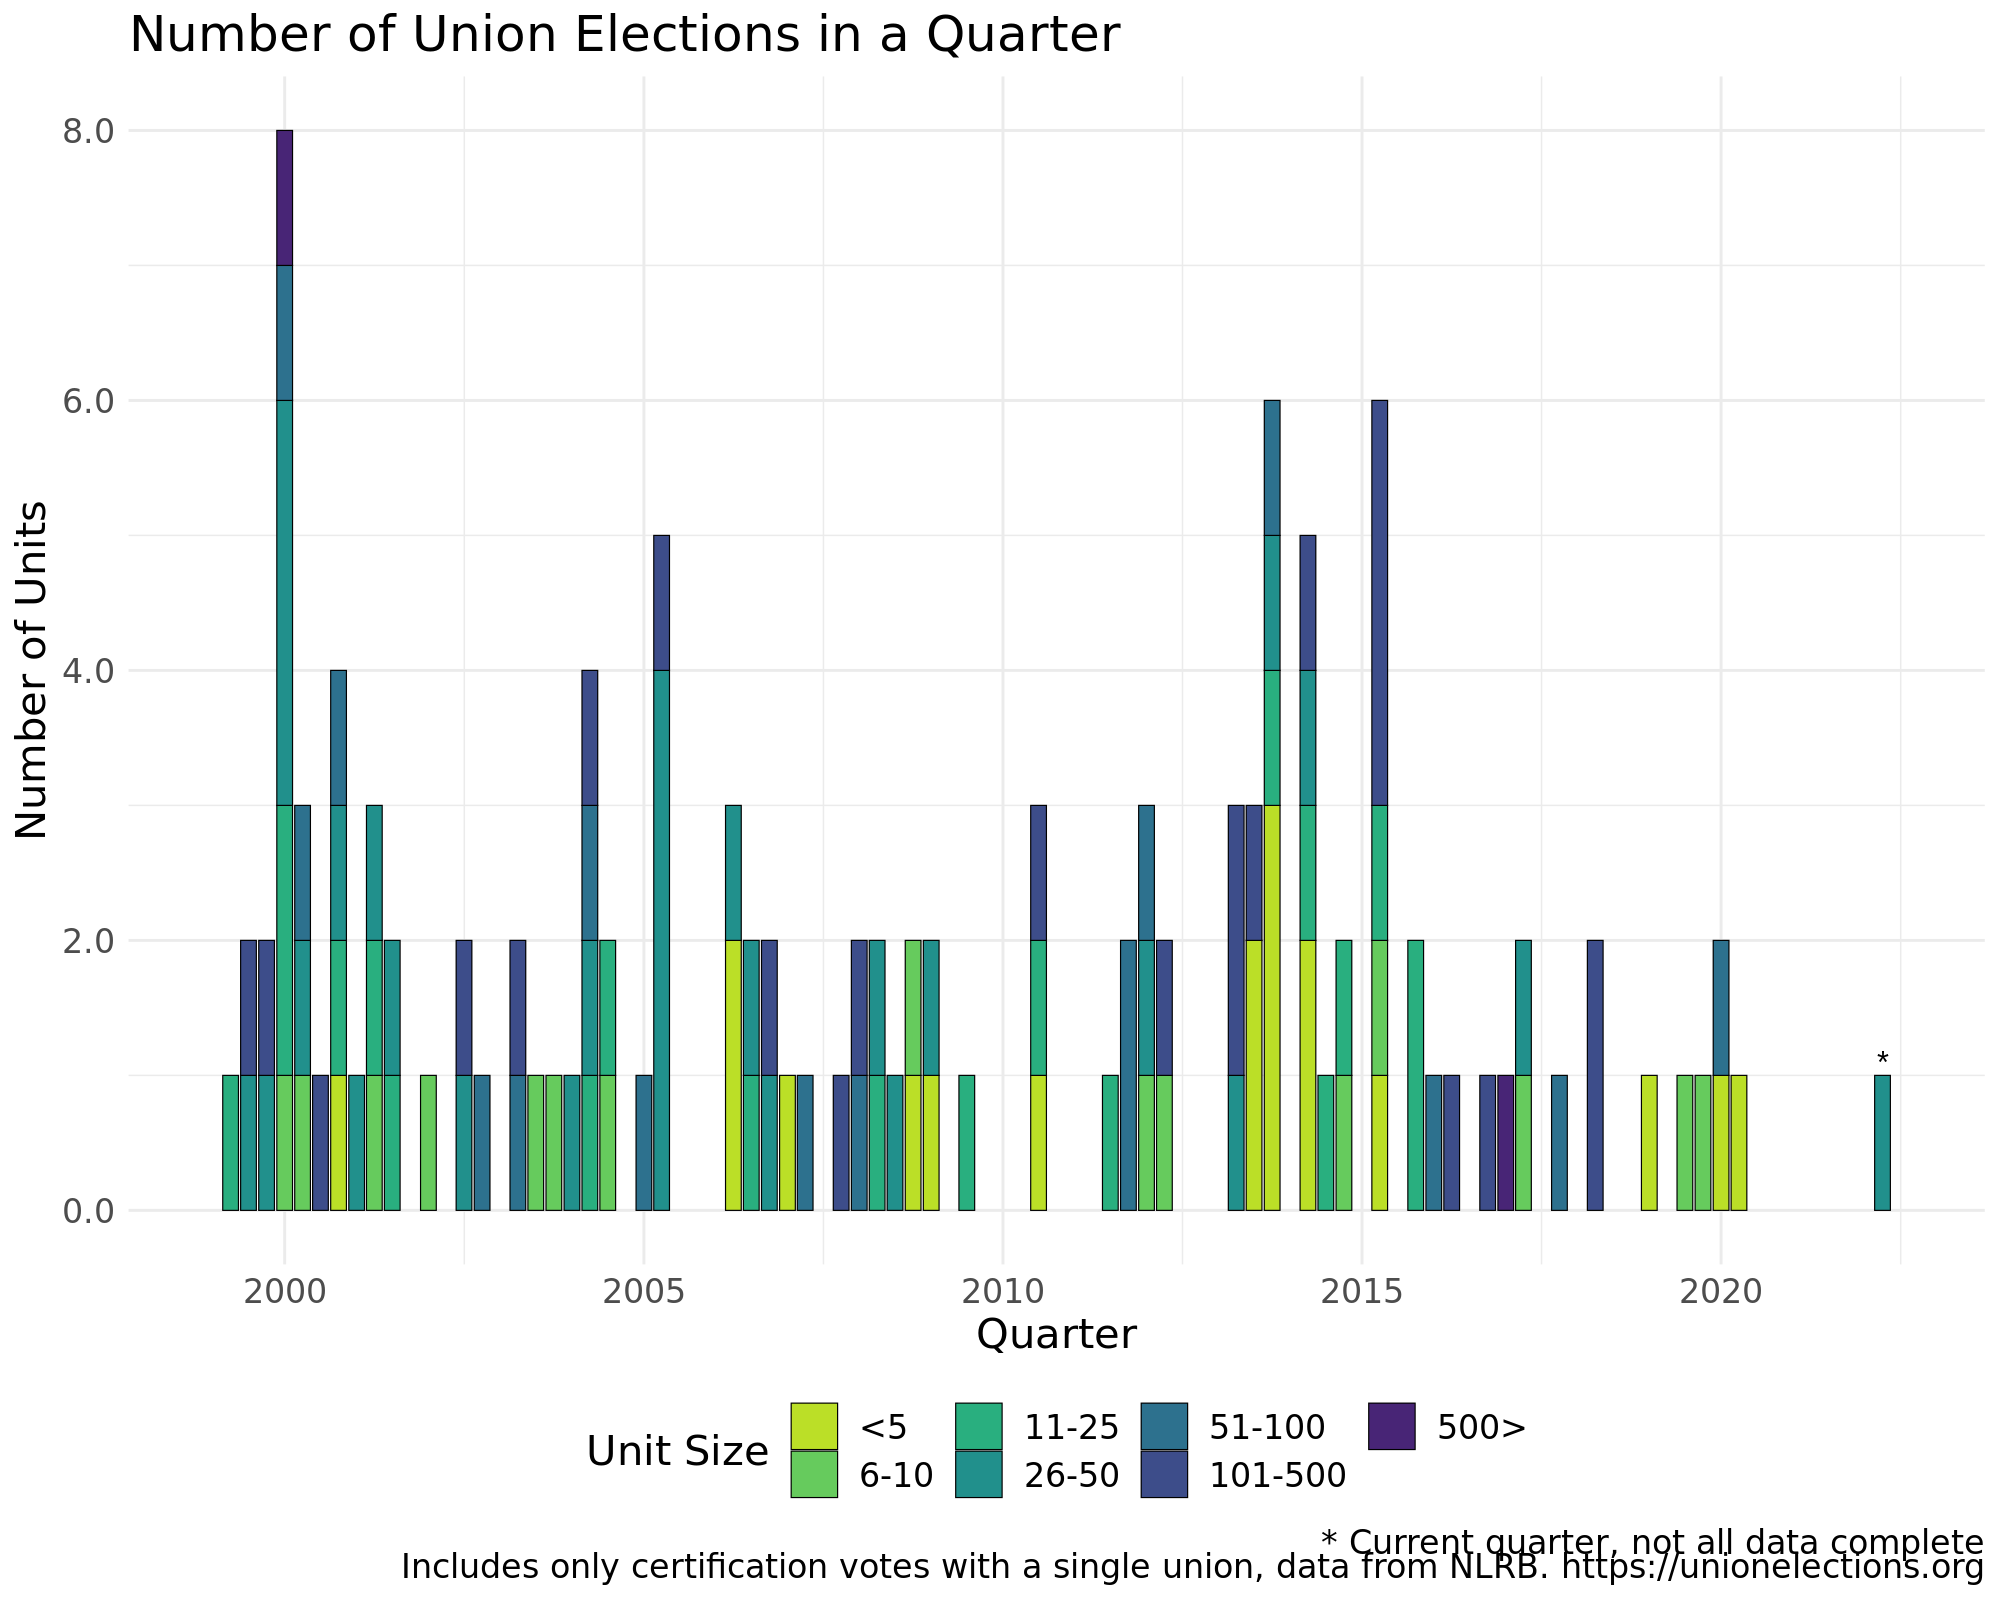 Number of Union Elections in a Quarter
8.0
6.0
4.0
2.0
0.0
Number of Units
*
2000 2005 2010 2015 2020
Quarter
Unit Size
<5 11-25 51-100 500>
6-10 26-50 101-500
* Current quarter, not all data complete
Includes only certification votes with a single union, data from NLRB. https://unionelections.org